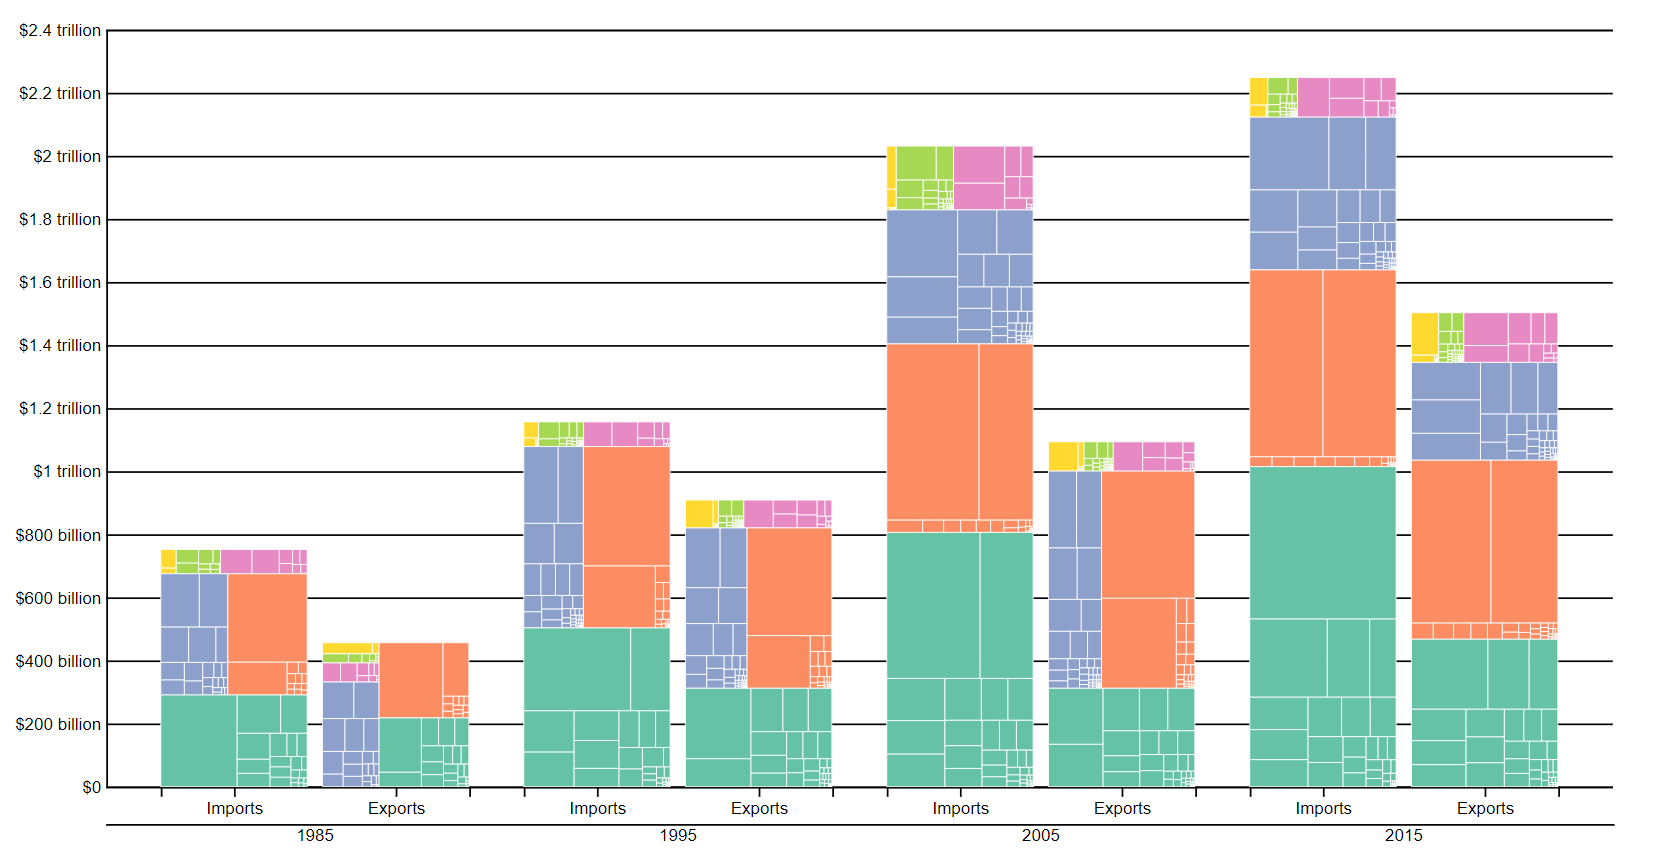 $2.4 trillion
$2.2 trillion
$2 trillion
$1.8 trillion
$1.6 trillion
$1.4 trillion
$1.2 trillion
$1 trillion
$800 billion
$600 billion
$400 billion
$200 billion
$0
Imports Exports Imports Exports Imports Exports Imports Exports
1985 1995 2005 2015